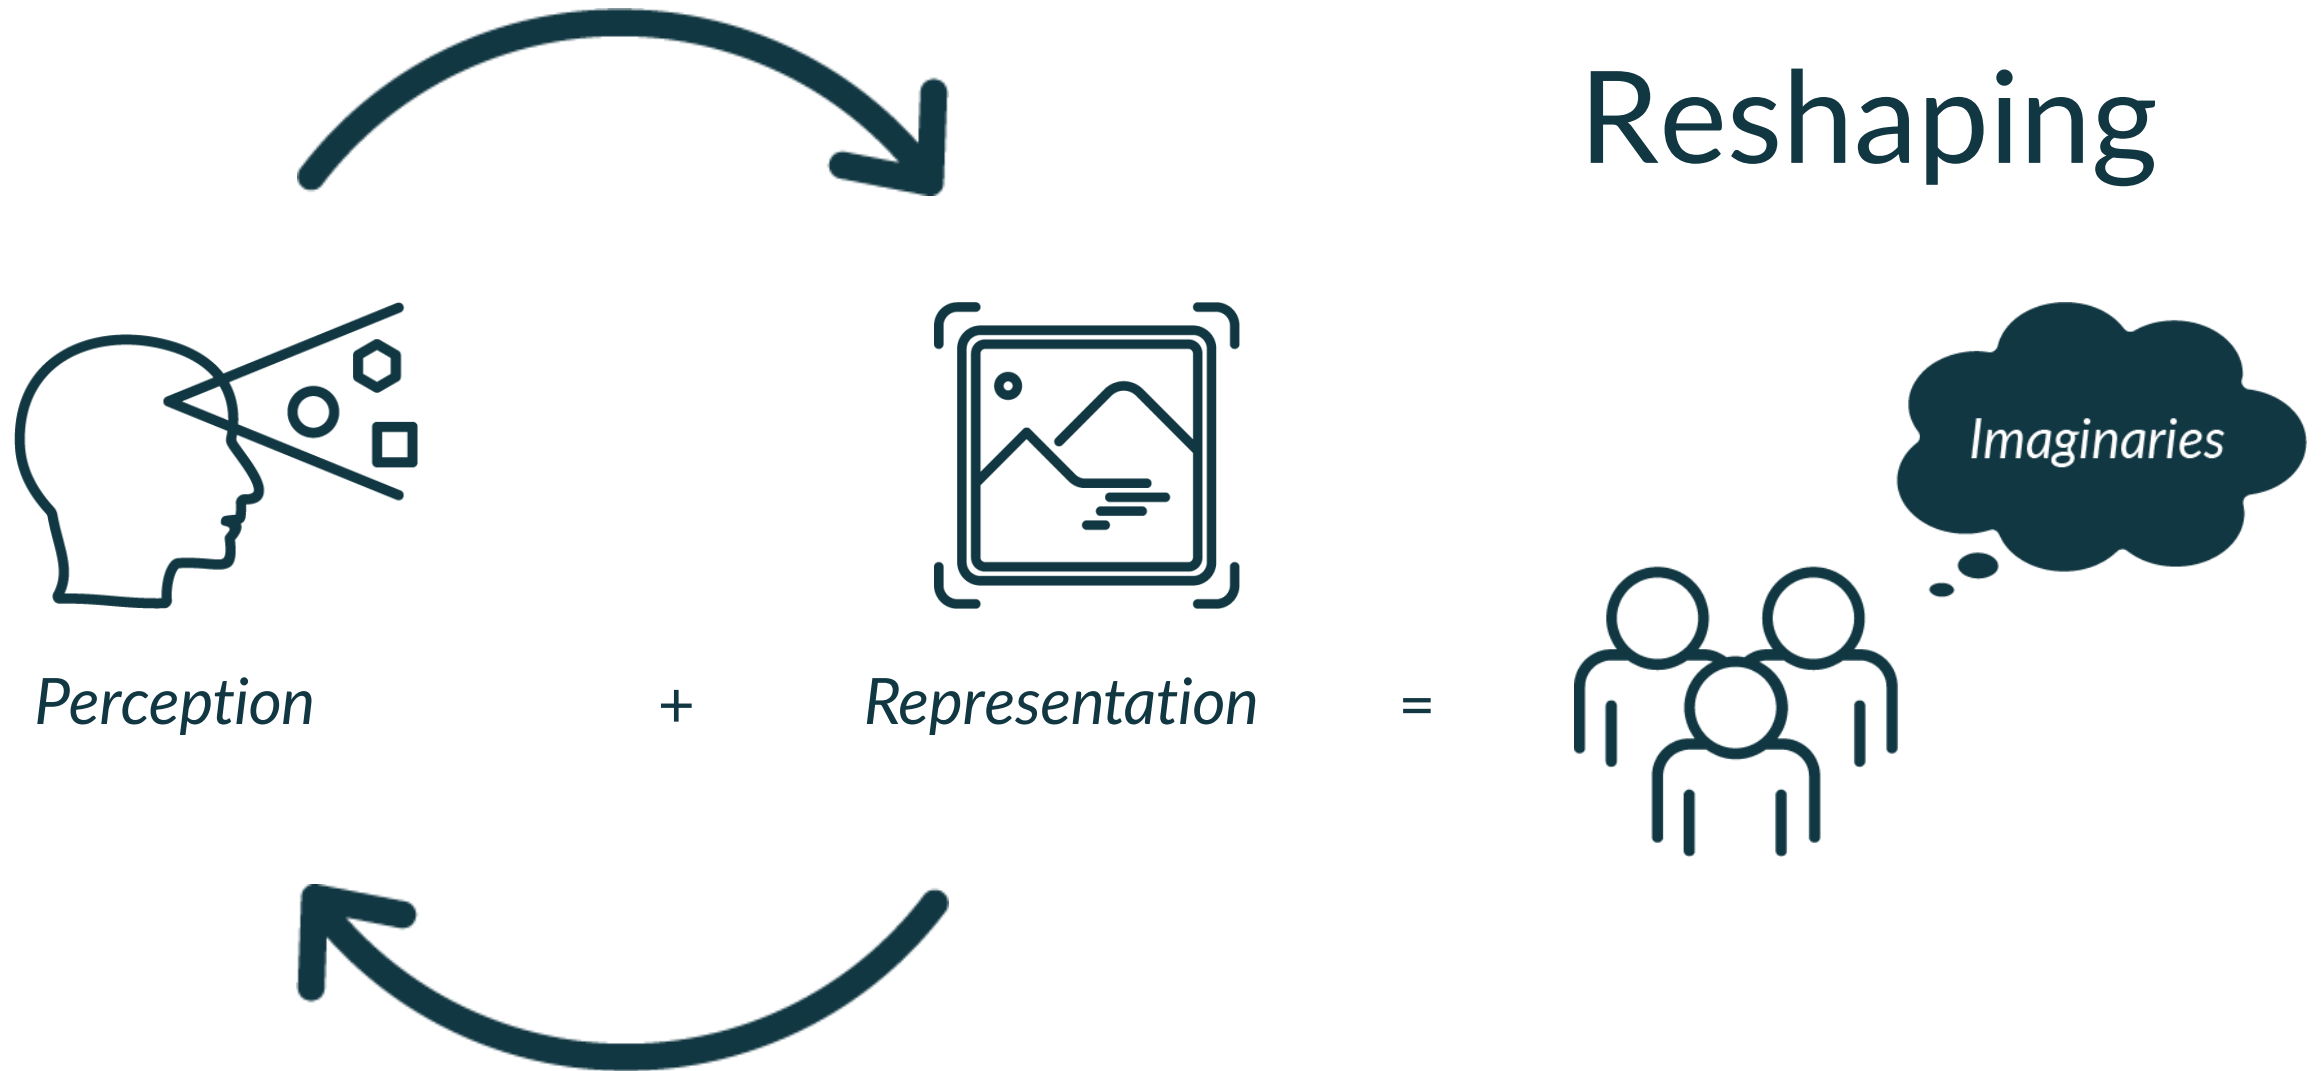 Reshaping
Imaginaries
Perception + Representation =